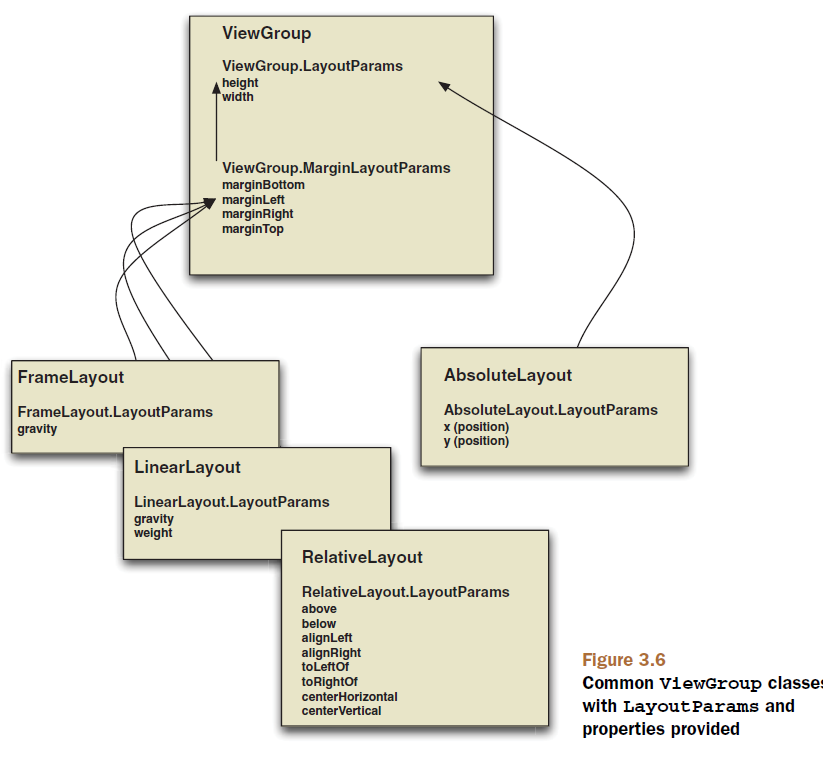 ViewGroup
ViewGroup.LayoutParams
height
width
ViewGroup.MarginLayoutParams
marginBottom
marginLeft
marginRight
marginTop
FrameLayout
FrameLayout.LayoutParams
gravity
LinearLayout
LinearLayout.LayoutParams
gravity
weight
RelativeLayout
RelativeLayout.LayoutParams
above
below
alignLeft
alignRight
toLeftOf
toRightOf
centerHorizontal
centerVertical
AbsoluteLayout
AbsoluteLayout.LayoutParams
x (position)
y (position)
Figure 3.6
Common ViewGroup classes
with LayoutParams and
properties provided